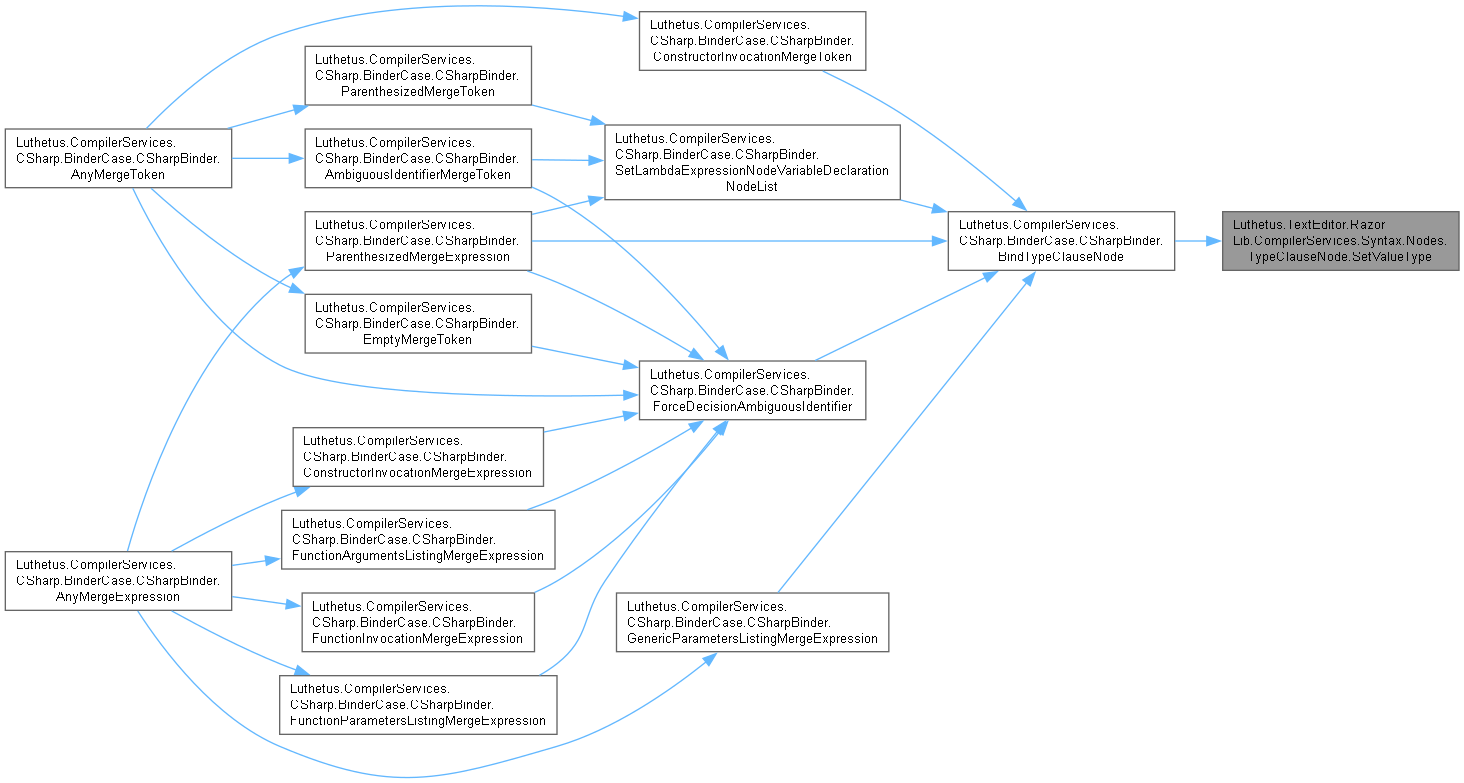 Luthetus.CompilerServices.
CSharp.BinderCase.CSharpBinder.
ConstructorInvocationMergeToken
Luthetus.CompilerServices.
CSharp.BinderCase.CSharpBinder.
ParenthesizedMergeToken
Luthetus.CompilerServices.
CSharp.BinderCase.CSharpBinder.
AnyMergeToken
Luthetus.CompilerServices.
CSharp.BinderCase.CSharpBinder.
AmbiguousIdentifierMergeToken
Luthetus.CompilerServices.
CSharp.BinderCase.CSharpBinder.
SetLambdaExpressionNodeVariableDeclaration
NodeList
Luthetus.CompilerServices.
CSharp.BinderCase.CSharpBinder.
ParenthesizedMergeExpression
Luthetus.CompilerServices.
CSharp.BinderCase.CSharpBinder.
BindTypeClauseNode
Luthetus.TextEditor.Razor
Lib.CompilerServices.Syntax.Nodes.
TypeClauseNode.SetValueType
Luthetus.CompilerServices.
CSharp.BinderCase.CSharpBinder.
EmptyMergeToken
Luthetus.CompilerServices.
CSharp.BinderCase.CSharpBinder.
ForceDecisionAmbiguousIdentifier
Luthetus.CompilerServices.
CSharp.BinderCase.CSharpBinder.
ConstructorInvocationMergeExpression
Luthetus.CompilerServices.
CSharp.BinderCase.CSharpBinder.
FunctionArgumentsListingMergeExpression
Luthetus.CompilerServices.
CSharp.BinderCase.CSharpBinder.
AnyMergeExpression
Luthetus.CompilerServices.
CSharp.BinderCase.CSharpBinder.
FunctionInvocationMergeExpression
Luthetus.CompilerServices.
CSharp.BinderCase.CSharpBinder.
GenericParametersListingMergeExpression
Luthetus.CompilerServices.
CSharp.BinderCase.CSharpBinder.
FunctionParametersListingMergeExpression